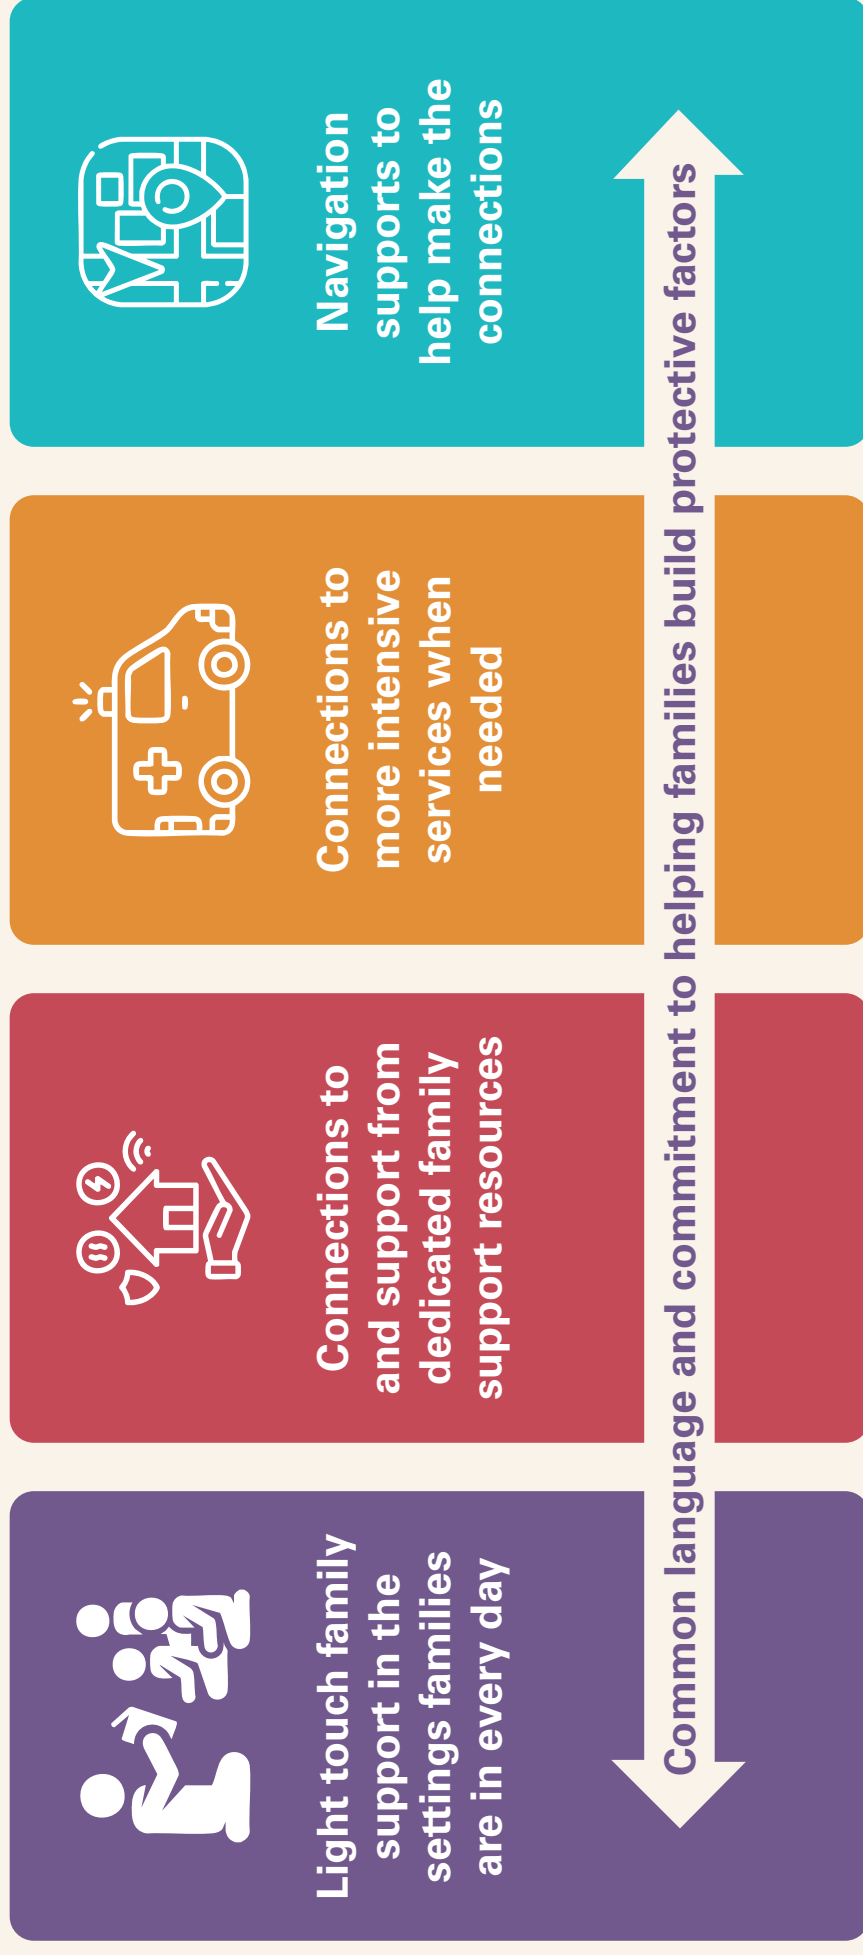 Light touch family
support in the
settings families
are in every day
Connections to
and support from
dedicated family
support resources
Connections to
more intensive
services when
needed
Navigation
supports to
help make the
connections
Common language and commitment to helping families build protective factors